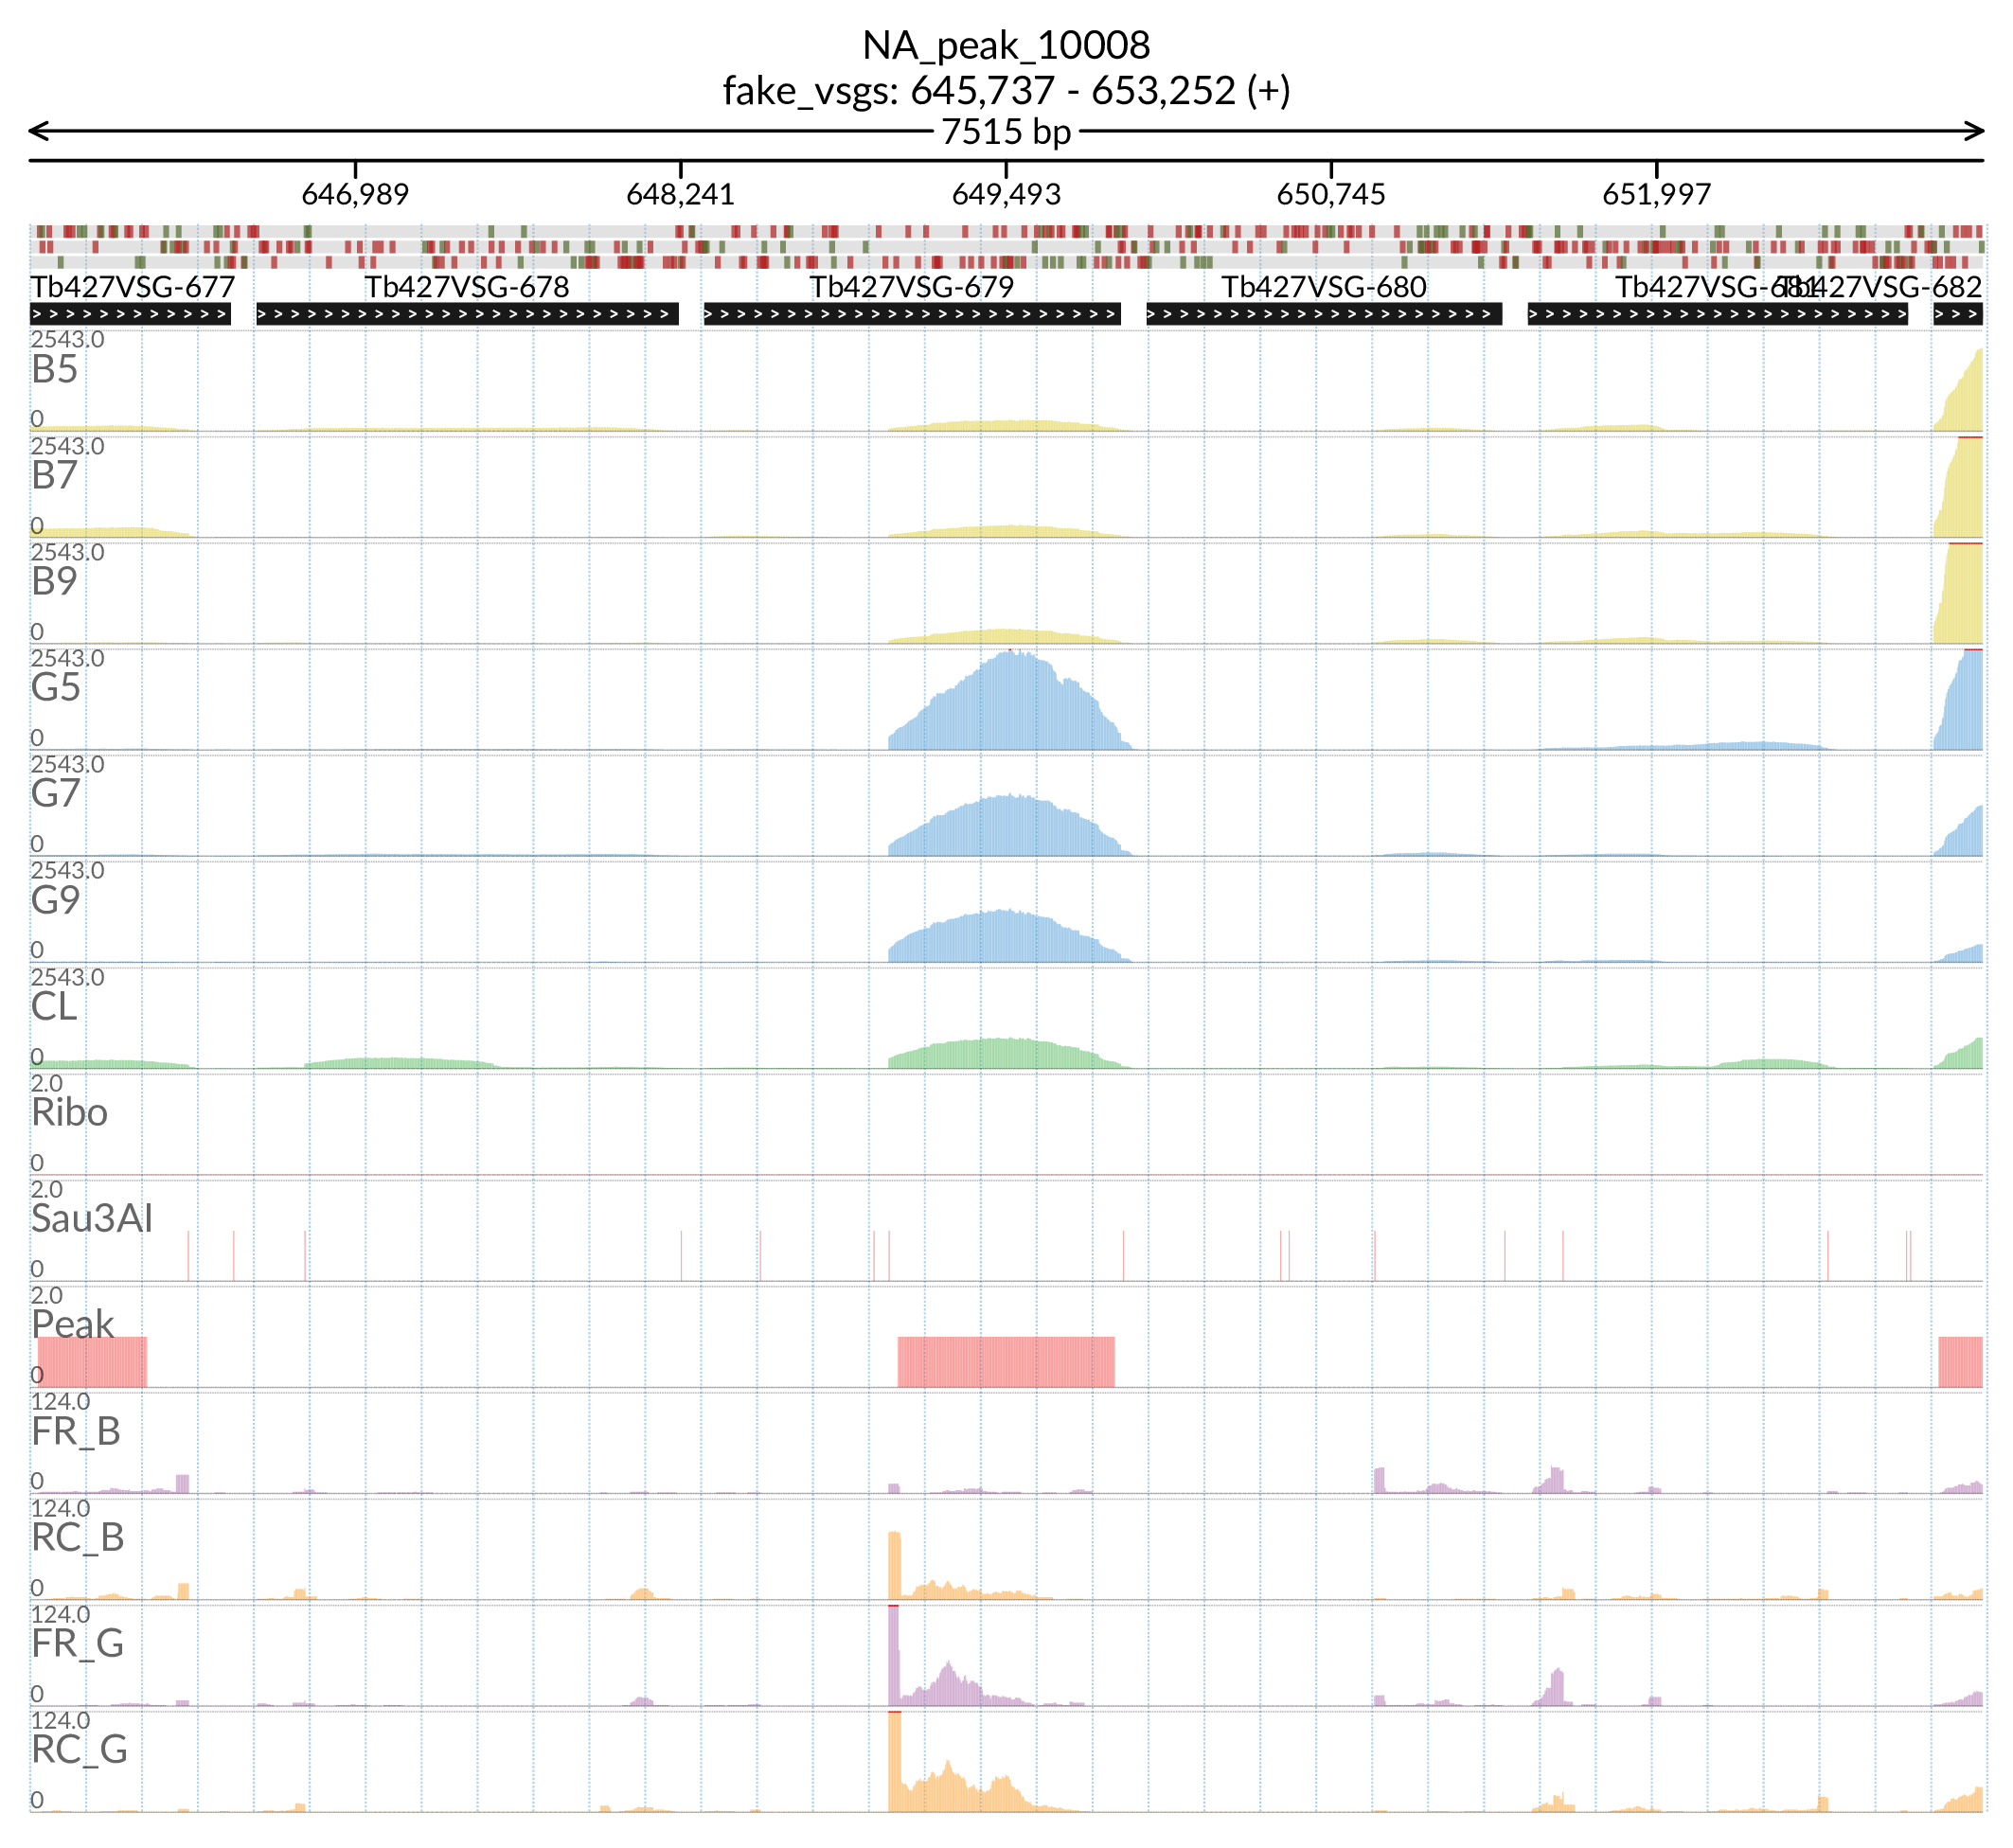 NA_peak_10008
fake_vsgs: 645,737 - 653,252 (+)
7515 bp
646,989 648,241 649,493 650,745 651,997
Tb427VSG-677 Tb427VSG-678 Tb427VSG-679 Tb427VSG-680 Tb427VSG-681 Tb427VSG-682
2543.0
B5
0
2543.0
B7
0
2543.0
B9
0
2543.0
G5
0
2543.0
G7
0
2543.0
G9
0
2543.0
CL
0
2.0
Ribo
0
2.0
Sau3AI
0
2.0
Peak
0
124.0
FR_B
0
124.0
RC_B
0
124.0
FR_G
0
124.0
RC_G
0